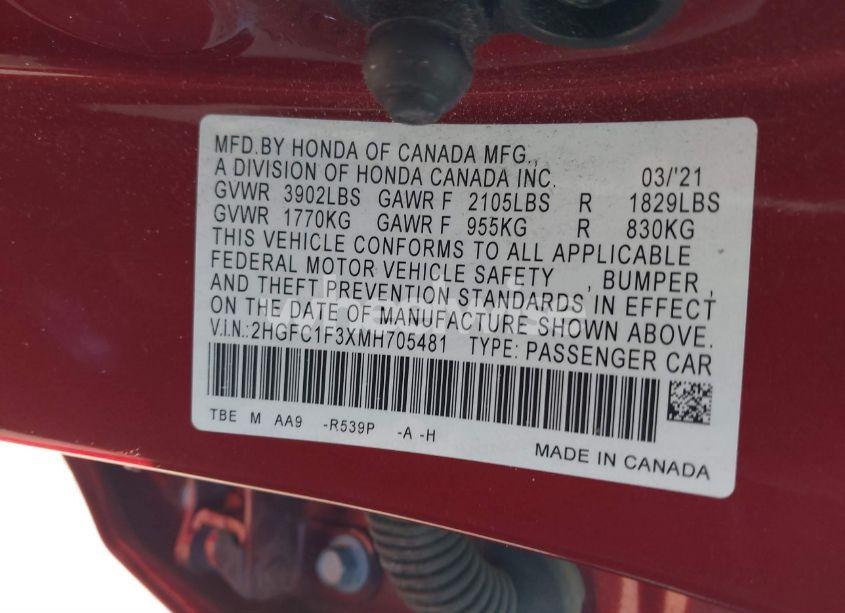 MFD.BY HONDA OF CANADA MFG.,
A DIVISION OF HONDA CANADA INC. 03/'21
GVWR 3902LBS GAWR F 2105LBS R 1829LBS
GVWR 1770KG GAWR F 955KG R 830KG
THIS VEHICLE CONFORMS TO ALL APPLICABLE
FEDERAL MOTOR VEHICLE SAFETY , BUMPER ,
AND THEFT PREVENTION STANDARDS IN EFFECT
ON THE DATE OF MANUFACTURE SHOWN ABOVE.
V.I.N.:2HGFC1F3XMH705481 TYPE: PASSENGER CAR
TBE M AA9 -R539P -A -H
MADE IN CANADA